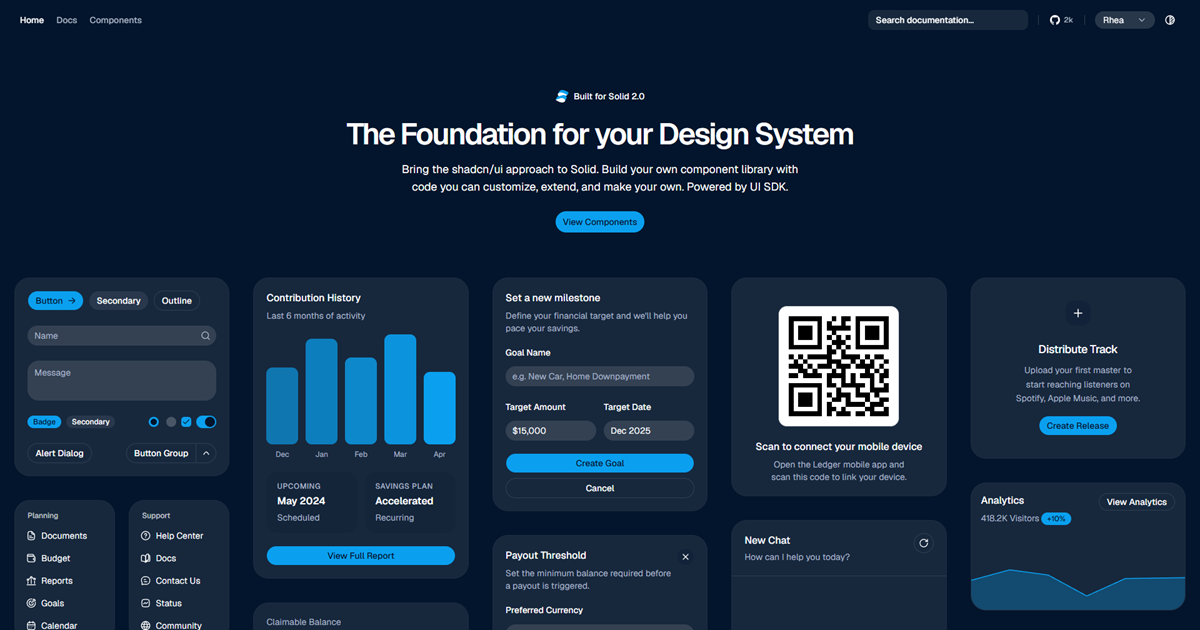 Home Docs Components
Search documentation...
2k
Rhea
Built for Solid 2.0
The Foundation for your Design System
Bring the shadcn/ui approach to Solid. Build your own component library with
code you can customize, extend, and make your own. Powered by UI SDK.
View Components
Button → Secondary Outline
Name
Message
Badge Secondary
Alert Dialog Button Group
Planning
Documents
Budget
Reports
Goals
Calendar
Support
Help Center
Docs
Contact Us
Status
Community
Contribution History
Last 6 months of activity
Dec Jan Feb Mar Apr
UPCOMING
May 2024
Scheduled
SAVINGS PLAN
Accelerated
Recurring
View Full Report
Claimable Balance
Set a new milestone
Define your financial target and we'll help you
pace your savings.
Goal Name
e.g. New Car, Home Downpayment
Target Amount Target Date
$15,000 Dec 2025
Create Goal
Cancel
Payout Threshold
Set the minimum balance required before
a payout is triggered.
Preferred Currency
Scan to connect your mobile device
Open the Ledger mobile app and
scan this code to link your device.
New Chat
How can I help you today?
Distribute Track
Upload your first master to
start reaching listeners on
Spotify, Apple Music, and more.
Create Release
Analytics
418.2K Visitors +10%
View Analytics